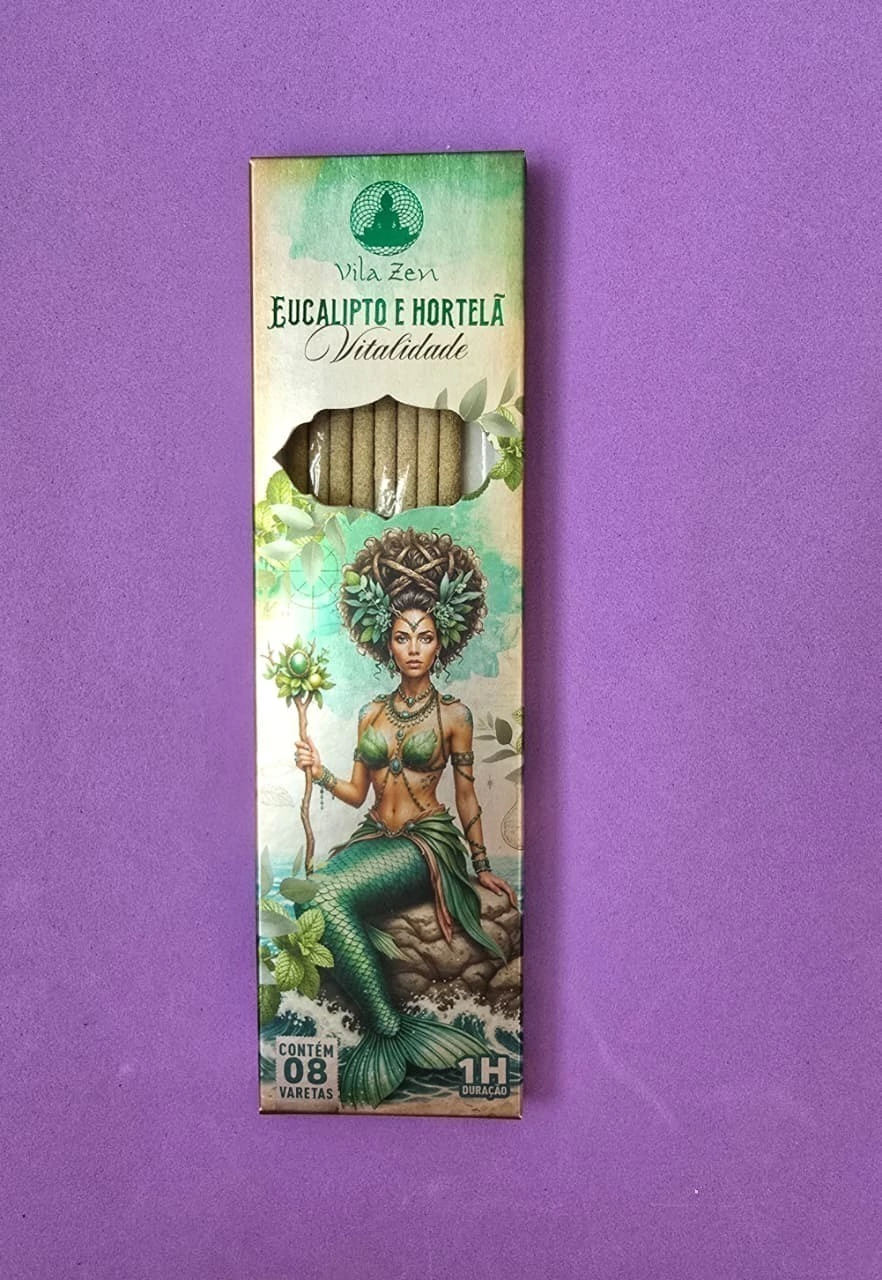 Vila Zen
EUCALIPTO E HORTELÃ
Vitalidade
CONTÉM
08
VARETAS
1H
DURAÇÃO